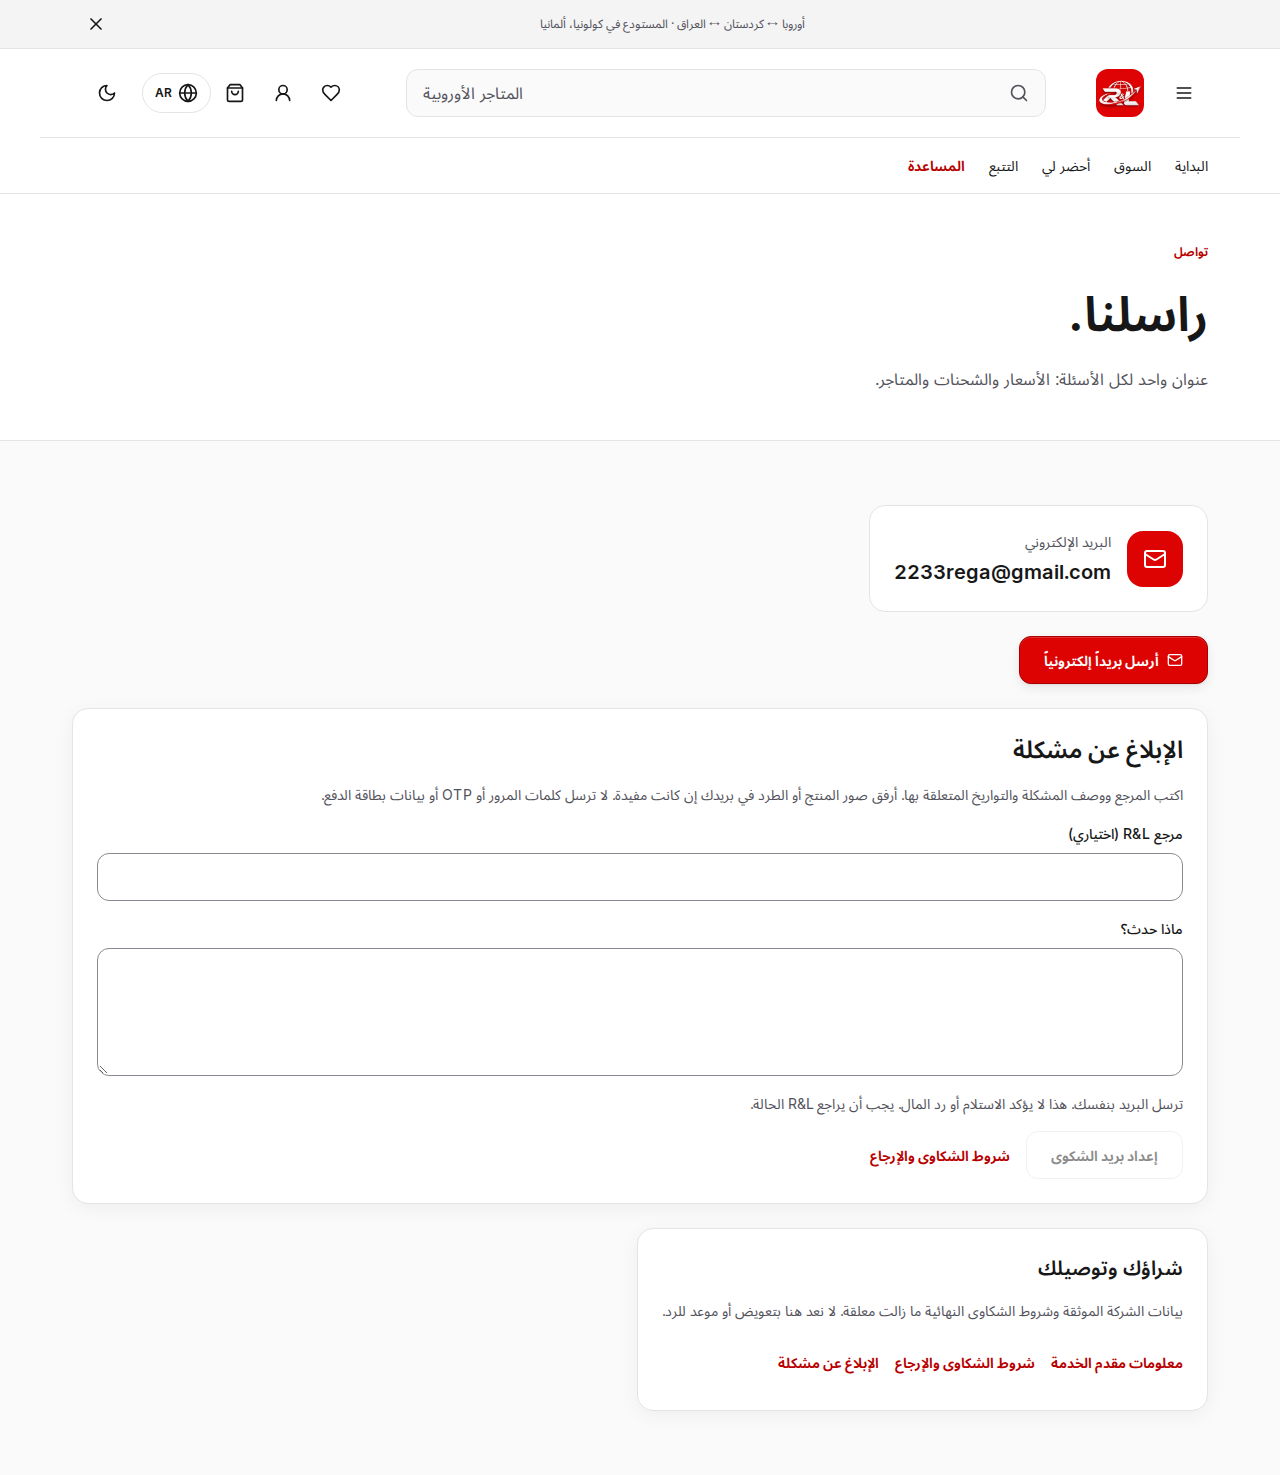 أوروبا ↔ كردستان ↔ العراق · المستودع في كولونيا، ألمانيا
R&L
المتاجر الأوروبية
AR
البداية
السوق
أحضر لي
التتبع
المساعدة
تواصل
راسلنا.
عنوان واحد لكل الأسئلة: الأسعار والشحنات والمتاجر.
البريد الإلكتروني
2233rega@gmail.com
أرسل بريداً إلكترونياً
الإبلاغ عن مشكلة
اكتب المرجع ووصف المشكلة والتواريخ المتعلقة بها. أرفق صور المنتج أو الطرد في بريدك إن كانت مفيدة. لا ترسل كلمات المرور أو OTP أو بيانات بطاقة الدفع.
مرجع R&L (اختياري)
ماذا حدث؟
ترسل البريد بنفسك. هذا لا يؤكد الاستلام أو رد المال. يجب أن يراجع R&L الحالة.
إعداد بريد الشكوى
شروط الشكاوى والإرجاع
شراؤك وتوصيلك
بيانات الشركة الموثقة وشروط الشكاوى النهائية ما زالت معلقة. لا نعد هنا بتعويض أو موعد للرد.
معلومات مقدم الخدمة
شروط الشكاوى والإرجاع
الإبلاغ عن مشكلة